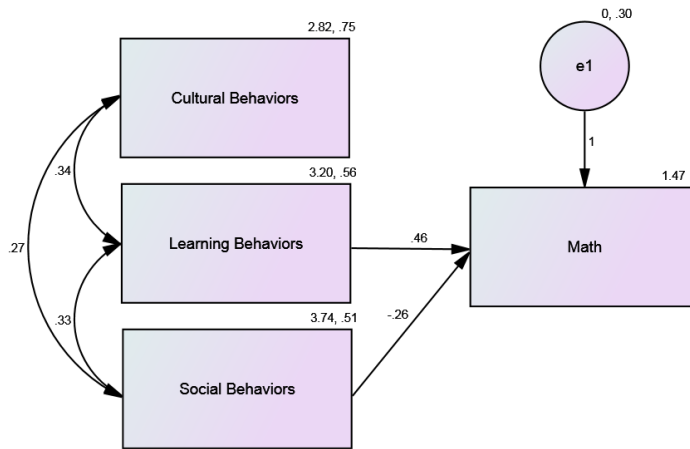 2.82, .75
Cultural Behaviors
0, .30
e1
1
.34
3.20, .56
Learning Behaviors
.46
1.47
Math
.27
.33
3.74, .51
-.26
Social Behaviors